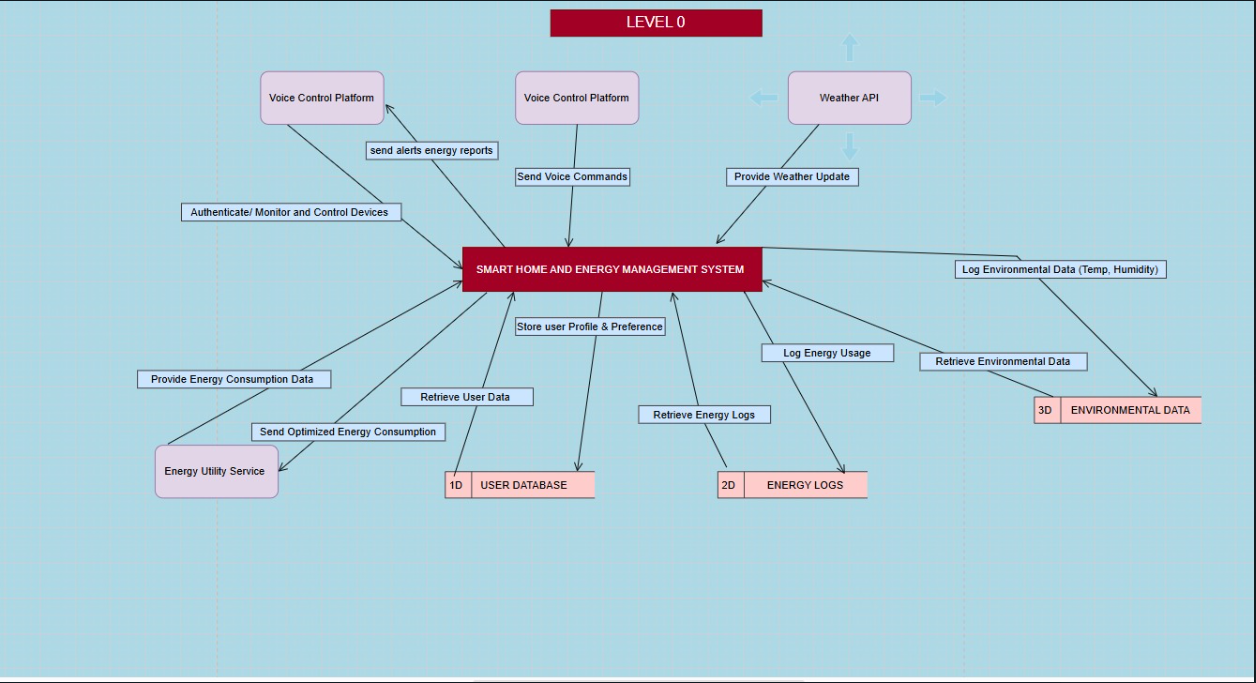 LEVEL 0
Voice Control Platform
Voice Control Platform
Weather API
send alerts energy reports
Send Voice Commands
Provide Weather Update
Authenticate/ Monitor and Control Devices
SMART HOME AND ENERGY MANAGEMENT SYSTEM
Log Environmental Data (Temp, Humidity)
Store user Profile & Preference
Log Energy Usage
Retrieve Environmental Data
Provide Energy Consumption Data
Retrieve User Data
Retrieve Energy Logs
3D ENVIRONMENTAL DATA
Send Optimized Energy Consumption
Energy Utility Service
1D USER DATABASE
2D ENERGY LOGS